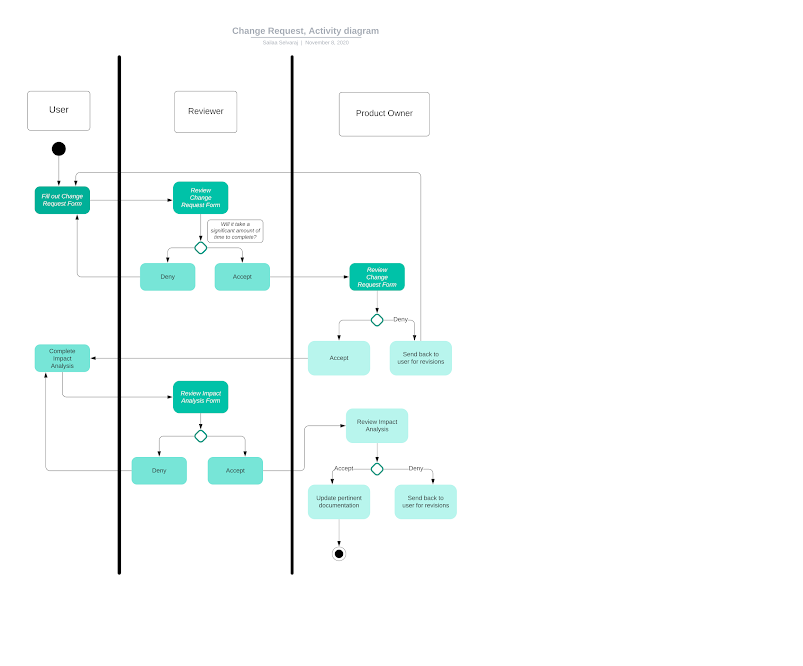 Change Request, Activity diagram
November 8, 2020
User
Reviewer
Product Owner
Fill out Change
Request Form
Review
Change
Request Form
Will it take a
significant amount of
time to complete?
Deny
Accept
Review
Change
Request Form
Deny
Accept
Send back to
user for revisions
Complete
Impact
Analysis
Review Impact
Analysis Form
Deny
Accept
Review Impact
Analysis
Accept
Deny
Update pertinent
documentation
Send back to
user for revisions